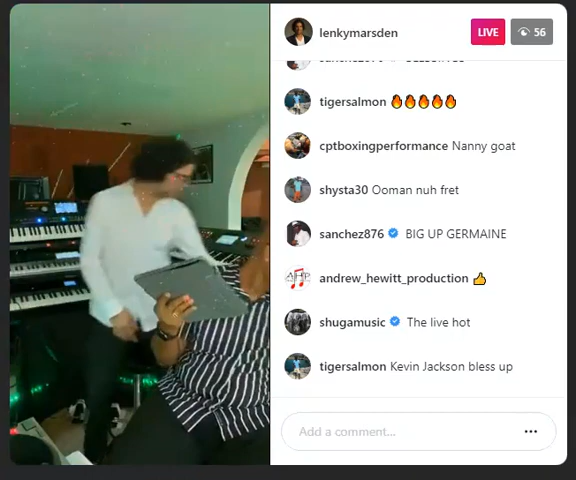 lenkymarsden
LIVE
56
tigersalmon 🔥🔥🔥🔥🔥
cptboxingperformance Nanny goat
shysta30 Ooman nuh fret
sanchez876 BIG UP GERMAINE
AHP
andrew_hewitt_production 👍
shugamusic The live hot
tigersalmon Kevin Jackson bless up
Add a comment...